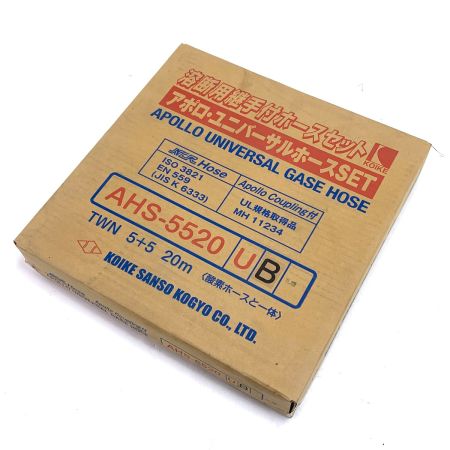 溶断用継手付ホースセット
アポロ・ユニバーサルホースSET
KOIKE
APOLLO UNIVERSAL GASE HOSE
Hose
ISO 3821
EN 559
(JIS K 6333)
Apollo Coupling付
UL規格取得品
MH 11234
AHS-5520 U B
TWN 5+5 20m
〈酸素ホースと一体〉
KOIKE SANSO KOGYO CO., LTD.
AHS-5520 U B